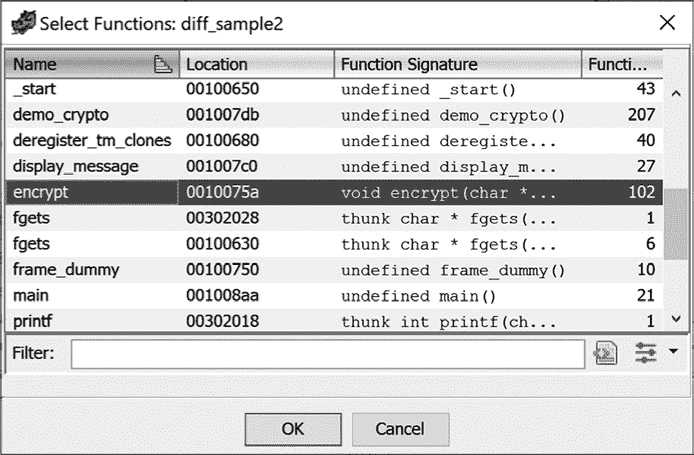 Select Functions: diff_sample2
Name Location Function Signature Functi...
_start 00100650 undefined _start() 43
demo_crypto 001007db undefined demo_crypto() 207
deregister_tm_clones 00100680 undefined deregiste... 40
display_message 001007c0 undefined display_m... 27
encrypt 0010075a void encrypt(char *... 102
fgets 00302028 thunk char * fgets(... 1
fgets 00100630 thunk char * fgets(... 6
frame_dummy 00100750 undefined frame_dummy() 10
main 001008aa undefined main() 21
printf 00302018 thunk int printf(ch... 1
Filter:
OK Cancel